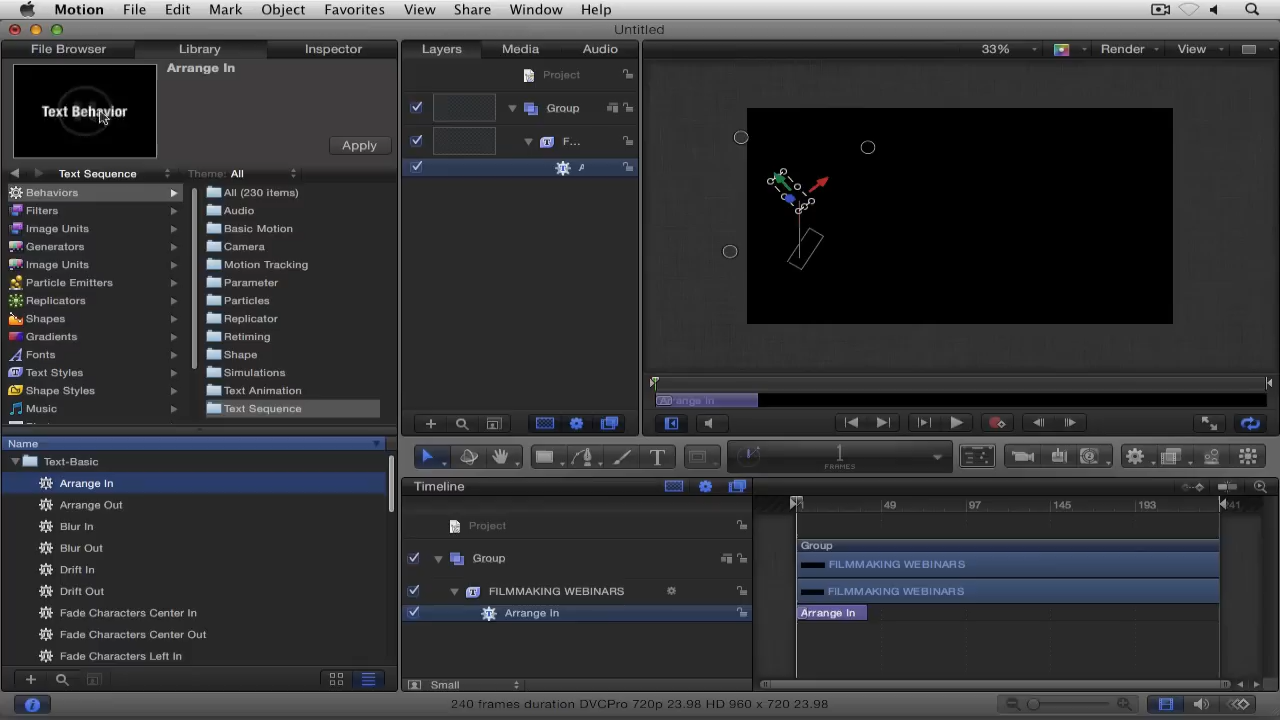 Motion File Edit Mark Object Favorites View Share Window Help
Untitled
File Browser Library Inspector
Layers Media Audio
33% Render View
Arrange In
Text Behavior
Apply
Text Sequence Theme: All
Behaviors
Filters
Image Units
Generators
Image Units
Particle Emitters
Replicators
Shapes
Gradients
Fonts
Text Styles
Shape Styles
Music
All (230 items)
Audio
Basic Motion
Camera
Motion Tracking
Parameter
Particles
Replicator
Retiming
Shape
Simulations
Text Animation
Text Sequence
Project
Group
F...
Name
Text-Basic
Arrange In
Arrange Out
Blur In
Blur Out
Drift In
Drift Out
Fade Characters Center In
Fade Characters Center Out
Fade Characters Left In
1
FRAMES
Timeline
1 49 97 145 193 241
Project
Group
FILMMAKING WEBINARS
Arrange In
Group
FILMMAKING WEBINARS
FILMMAKING WEBINARS
Arrange In
Small
240 frames duration DVCPro 720p 23.98 HD 960 x 720 23.98